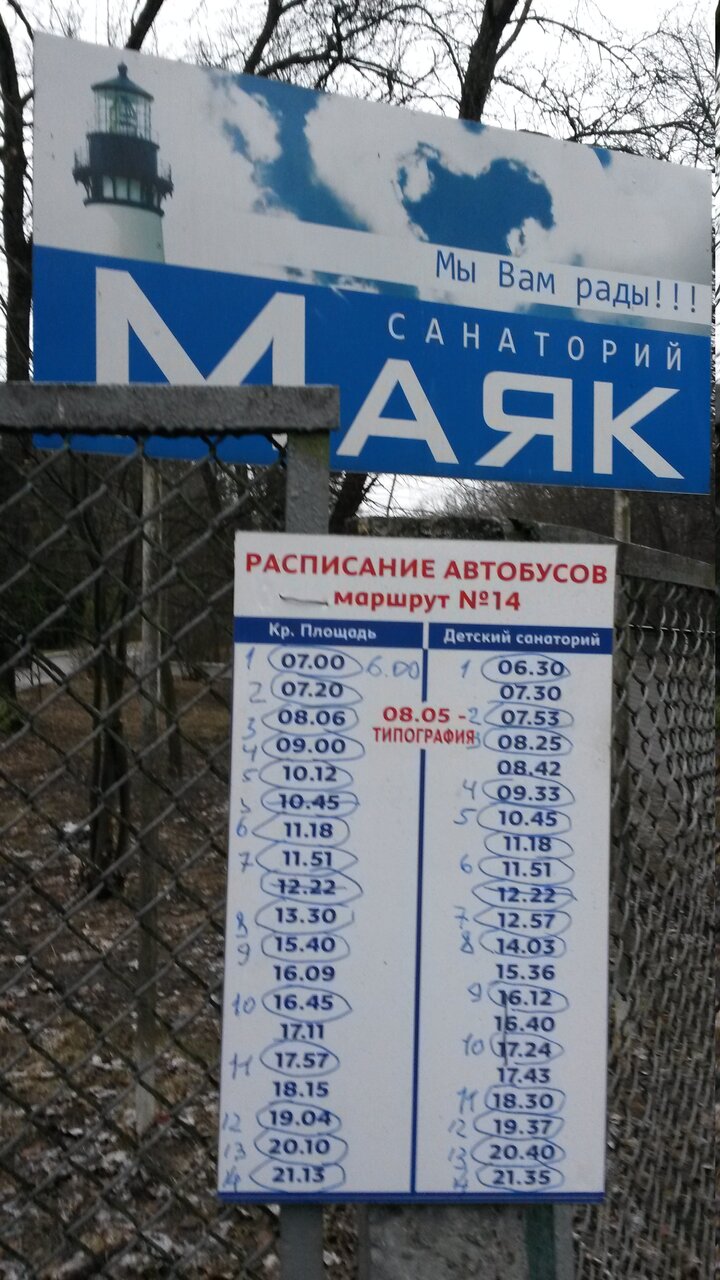 Мы Вам рады!!!
САНАТОРИЙ
МАЯК
РАСПИСАНИЕ АВТОБУСОВ
маршрут №14
Кр. Площадь Детский санаторий
1 07.00 6.00 1 06.30
2 07.20 07.30
3 08.06 08.05 - 2 07.53
ТИПОГРАФИЯ 3 08.25
4 09.00 08.42
5 10.12 4 09.33
5 10.45 5 10.45
6 11.18 11.18
7 11.51 6 11.51
12.22 12.22
8 13.30 7 12.57
9 15.40 8 14.03
16.09 15.36
10 16.45 9 16.12
17.11 16.40
11 17.57 10 17.24
18.15 17.43
12 19.04 11 18.30
13 20.10 12 19.37
14 21.13 13 20.40
14 21.35